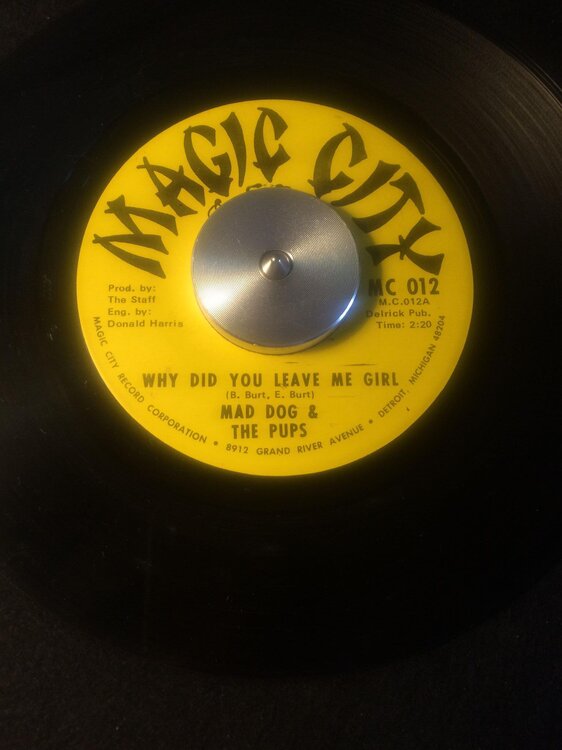 MAGIC CITY
MC 012
M.C.012A
Delrick Pub.
Time: 2:20
Prod. by:
The Staff
Eng. by:
Donald Harris
WHY DID YOU LEAVE ME GIRL
(B. Burt, E. Burt)
MAD DOG &
THE PUPS
MAGIC CITY RECORD CORPORATION • 8912 GRAND RIVER AVENUE • DETROIT, MICHIGAN 48204